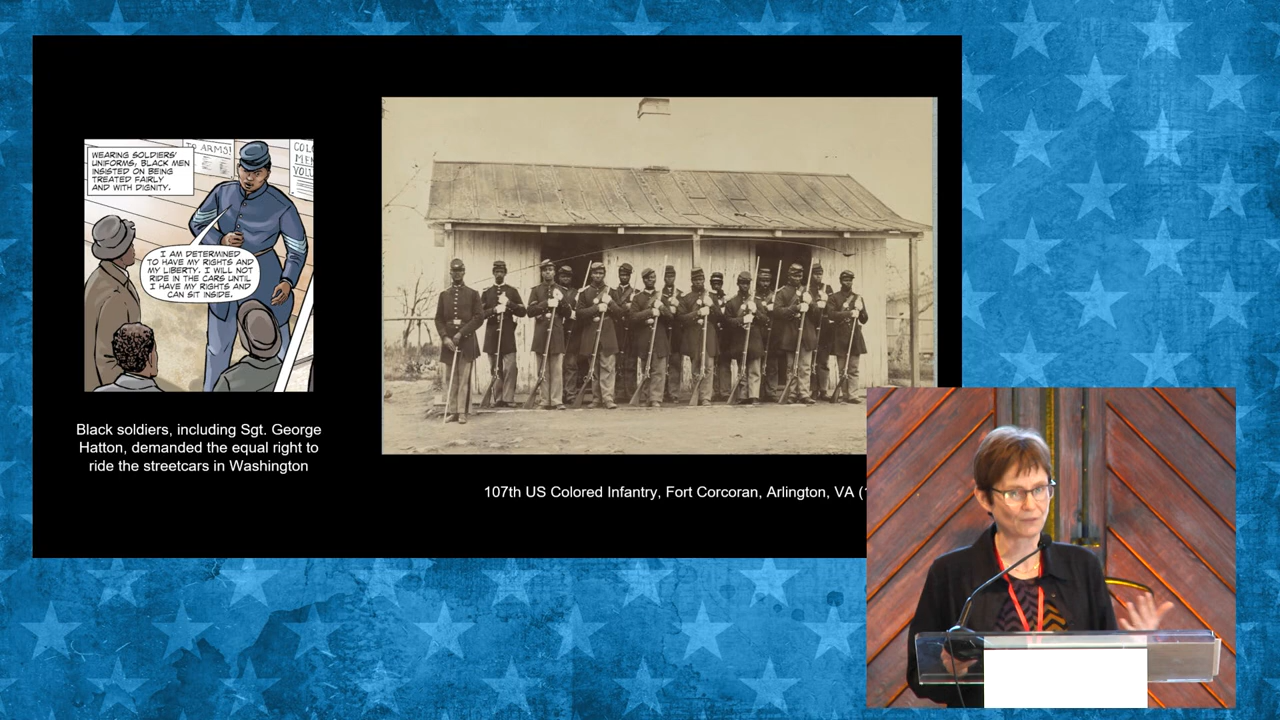 WEARING SOLDIERS'
UNIFORMS, BLACK MEN
INSISTED ON BEING
TREATED FAIRLY
AND WITH DIGNITY.
TO ARMS!
I AM DETERMINED
TO HAVE MY RIGHTS AND
MY LIBERTY. I WILL NOT
RIDE IN THE CARS UNTIL
I HAVE MY RIGHTS AND
CAN SIT INSIDE.
Black soldiers, including Sgt. George
Hatton, demanded the equal right to
ride the streetcars in Washington
107th US Colored Infantry, Fort Corcoran, Arlington, VA (